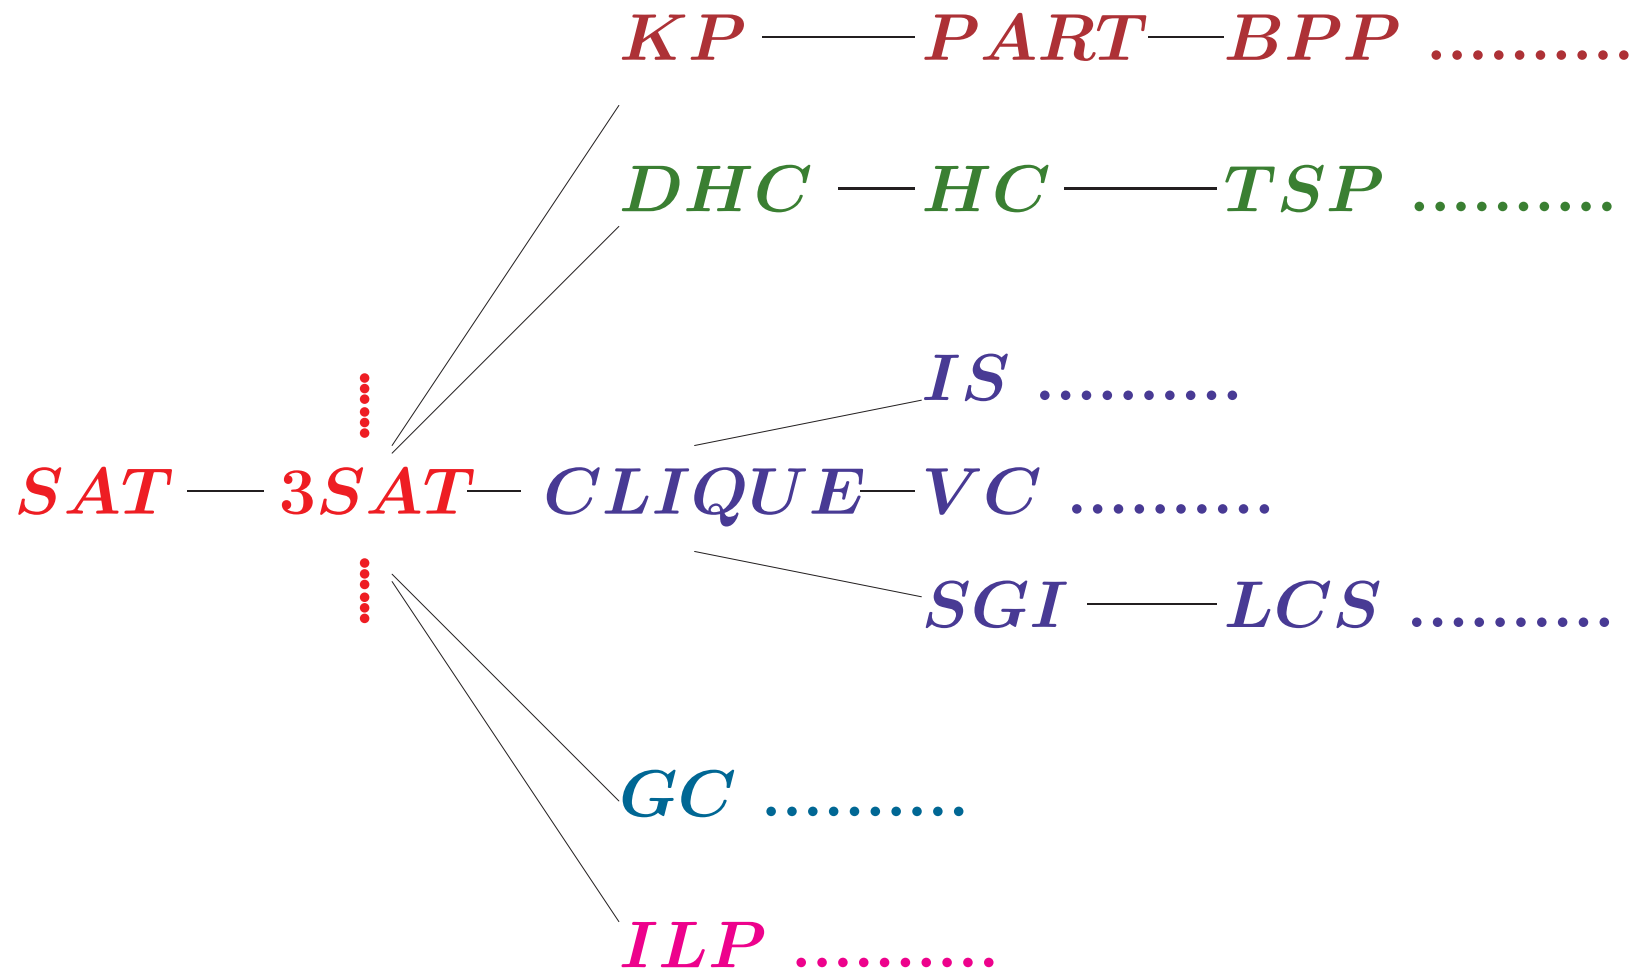 KP PART BPP ..........
DHC HC TSP ..........
IS ..........
SAT 3SAT CLIQUE VC ..........
SGI LCS ..........
GC ..........
ILP ..........